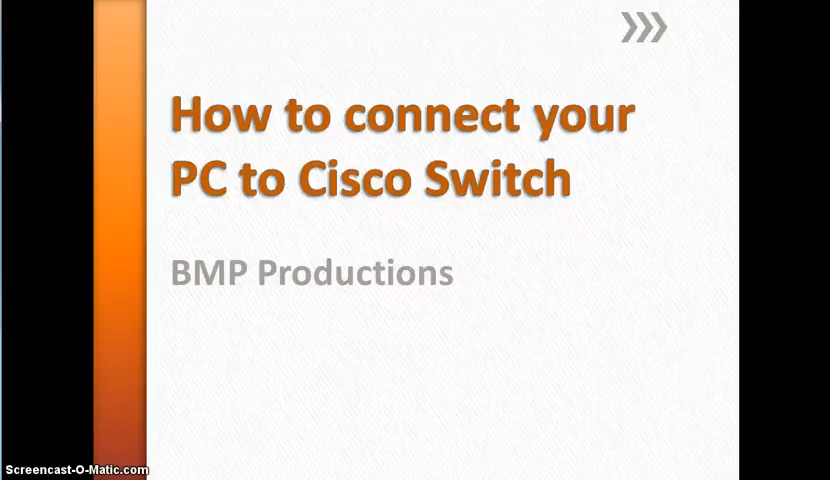 How to connect your
PC to Cisco Switch
BMP Productions
Screencast-O-Matic.com